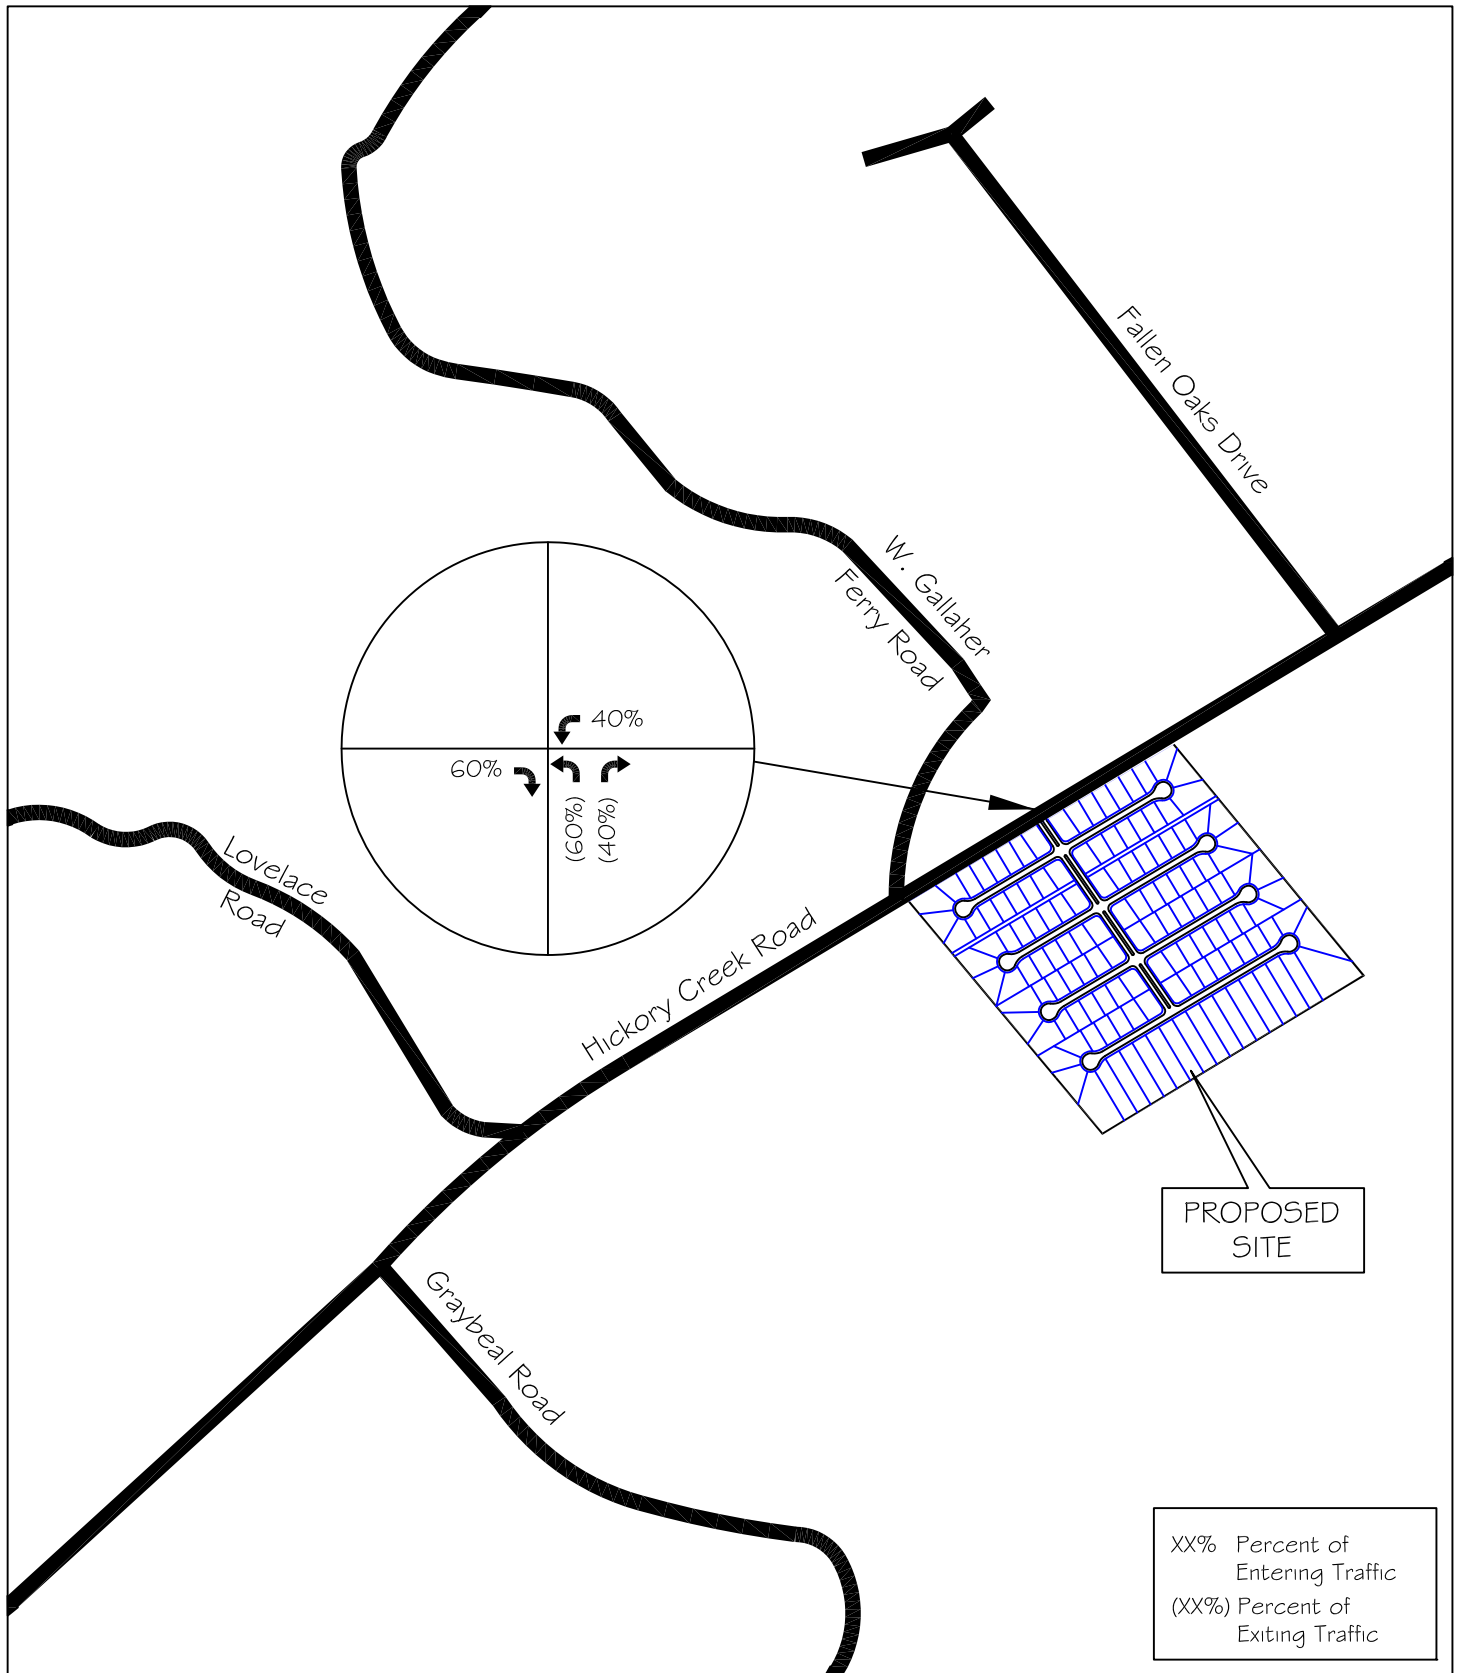 Fallen Oaks Drive
W. Gallaher
Ferry Road
40%
60%
(60%)
(40%)
Lovelace
Road
Hickory Creek Road
PROPOSED
SITE
Graybeal Road
XX% Percent of
Entering Traffic
(XX%) Percent of
Exiting Traffic